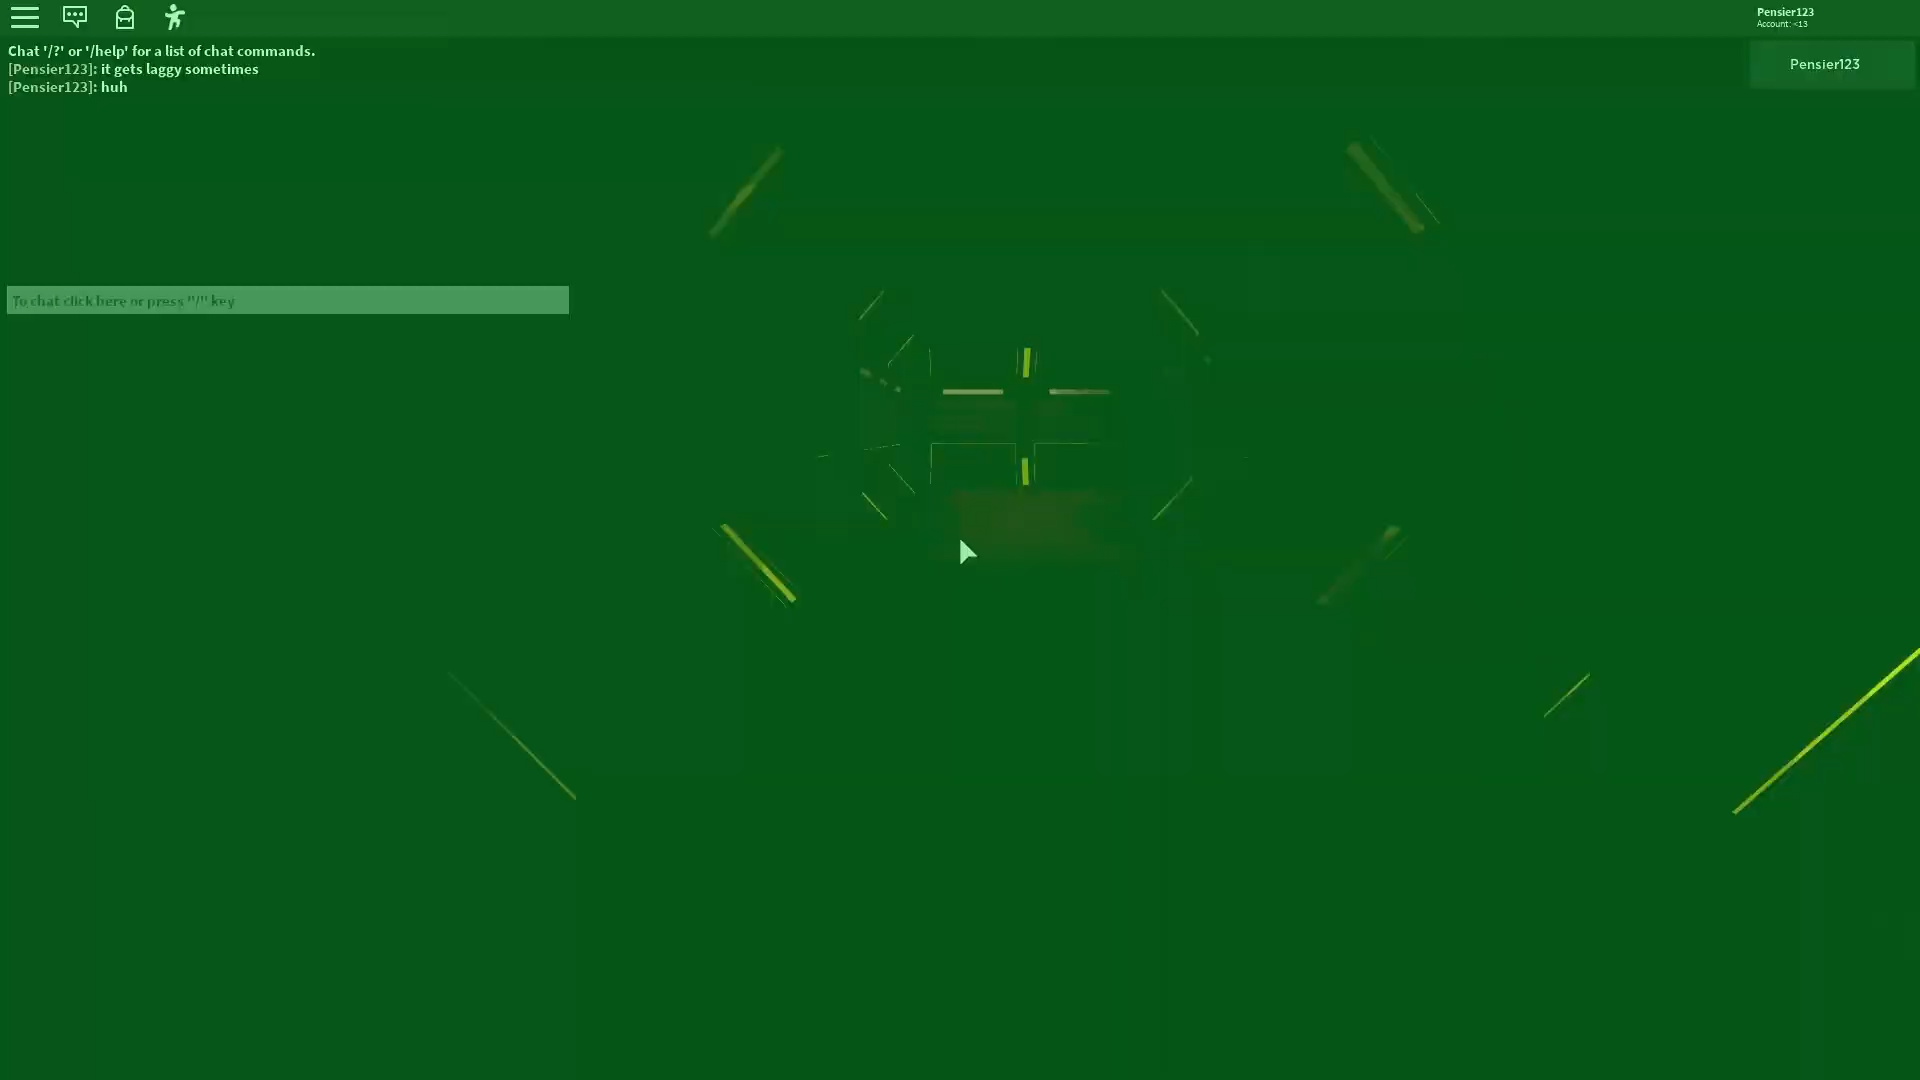 Pensier123
Account: <13
Chat '/?' or '/help' for a list of chat commands.
[Pensier123]: it gets laggy sometimes
[Pensier123]: huh
Pensier123
To chat click here or press "/" key